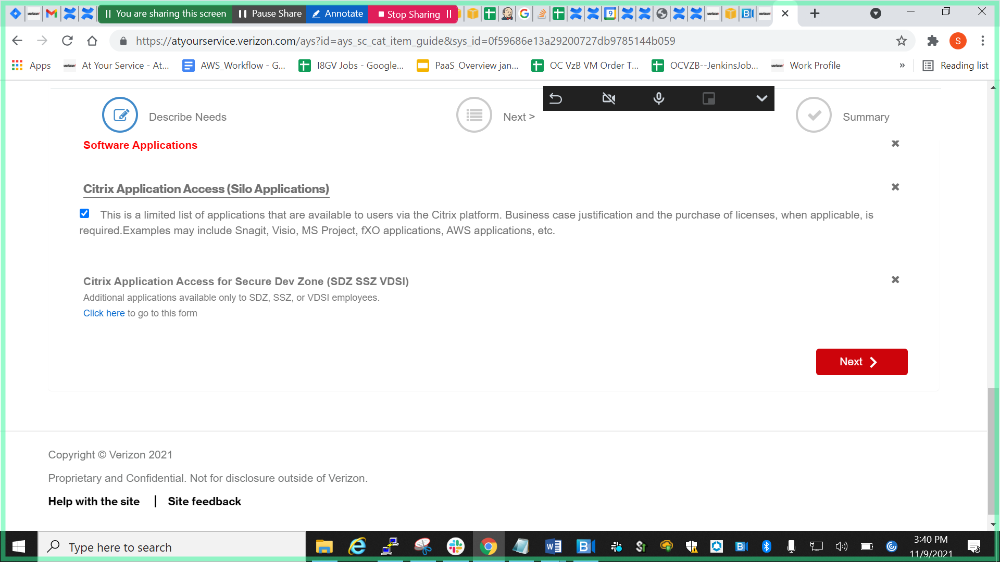 You are sharing this screen
Pause Share
Annotate
Stop Sharing
https://atyourservice.verizon.com/ays?id=ays_sc_cat_item_guide&sys_id=0f59686e13a29200727db9785144b059
S
Apps
At Your Service - At...
AWS_Workflow - G...
I8GV Jobs - Google...
PaaS_Overview jan...
OC VzB VM Order T...
OCVZB--JenkinsJob...
Work Profile
»
Reading list
Describe Needs
Next >
Summary
Software Applications
Citrix Application Access (Silo Applications)
This is a limited list of applications that are available to users via the Citrix platform. Business case justification and the purchase of licenses, when applicable, is
required.Examples may include Snagit, Visio, MS Project, fXO applications, AWS applications, etc.
Citrix Application Access for Secure Dev Zone (SDZ SSZ VDSI)
Additional applications available only to SDZ, SSZ, or VDSI employees.
Click here to go to this form
Next
Copyright © Verizon 2021
Proprietary and Confidential. Not for disclosure outside of Verizon.
Help with the site
Site feedback
Type here to search
3:40 PM
11/9/2021